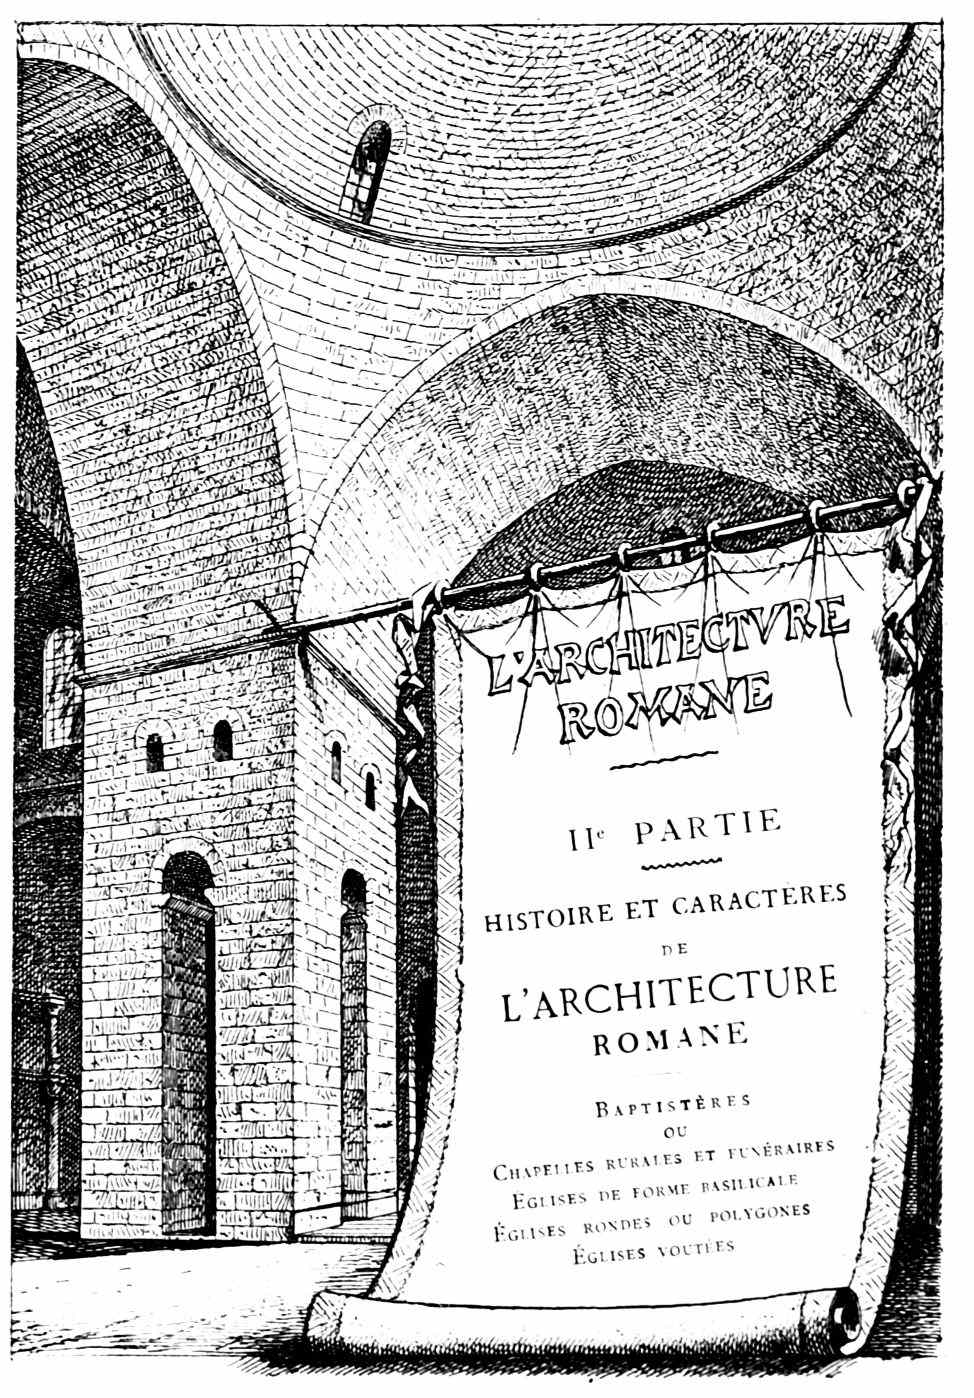 L'ARCHITECTVRE
ROMANE
IIe PARTIE
HISTOIRE ET CARACTÈRES
DE
L'ARCHITECTURE
ROMANE
BAPTISTÈRES
OU
CHAPELLES RURALES ET FUNÉRAIRES
EGLISES DE FORME BASILICALE
ÉGLISES RONDES OU POLYGONES
ÉGLISES VOUTÉES